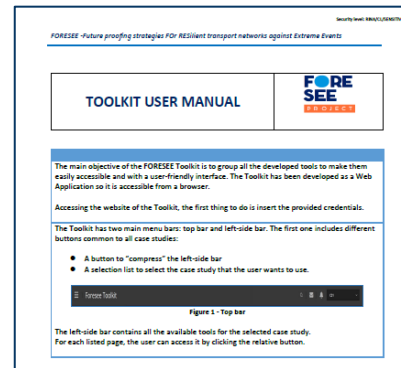 FORESEE -Future proofing strategies FOr RESilient transport networks against Extreme Events
TOOLKIT USER MANUAL
FORE
SEE
PROJECT
The main objective of the FORESEE Toolkit is to group all the developed tools to make them
easily accessible and with a user-friendly interface. The Toolkit has been developed as a Web
Application so it is accessible from a browser.
Accessing the website of the Toolkit, the first thing to do is insert the provided credentials.
The Toolkit has two main menu bars: top bar and left-side bar. The first one includes different
buttons common to all case studies:
● A button to "compress" the left-side bar
● A selection list to select the case study that the user wants to use.
Foresee Toolkit
Figure 1 - Top bar
The left-side bar contains all the available tools for the selected case study.
For each listed page, the user can access it by clicking the relative button.